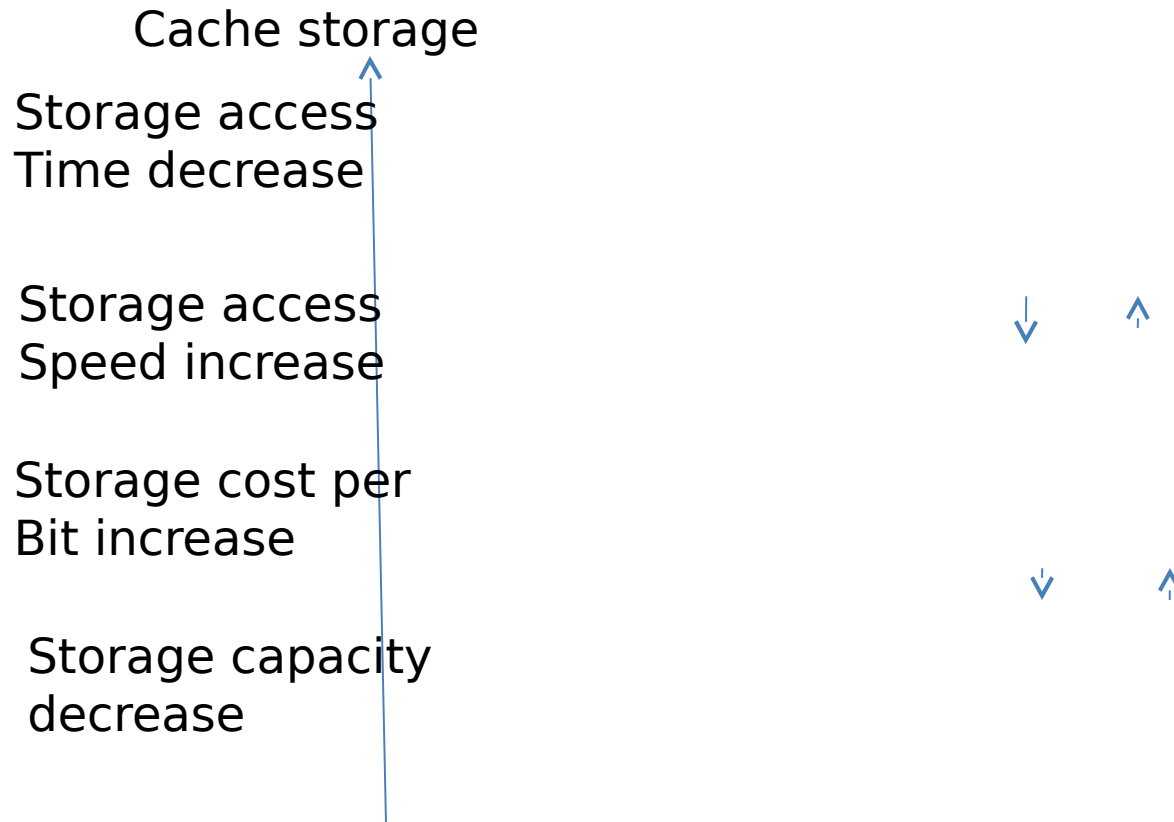 Cache storage
Storage access
Time decrease
Storage access
Speed increase
Storage cost per
Bit increase
Storage capacity
decrease